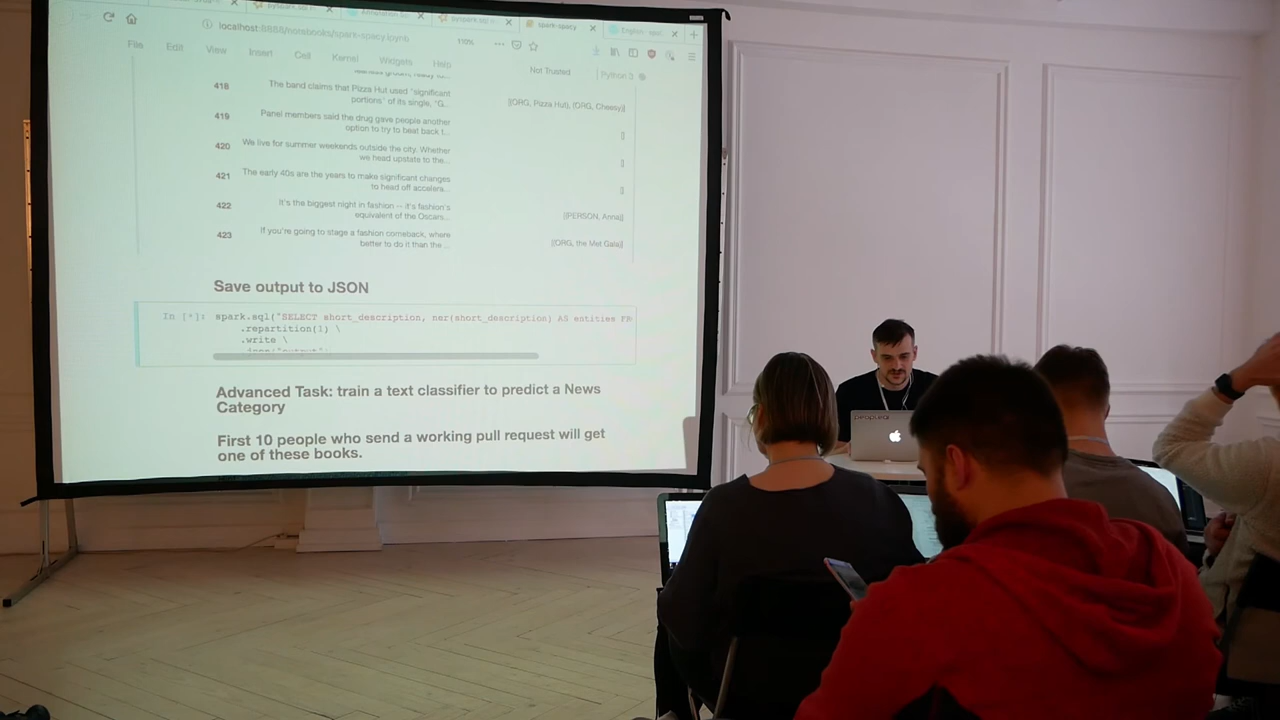 localhost:8888/notebooks/spark-spacy.ipynb
110%
File Edit View Insert Cell Kernel Widgets Help
Not Trusted
Python 3
418 The band claims that Pizza Hut used "significant
portions" of its single, "G...
[[ORG, Pizza Hut], [ORG, Cheesy]]
419 Panel members said the drug gave people another
option to try to beat back t...
[]
420 We live for summer weekends outside the city. Whether
we head upstate to the...
[]
421 The early 40s are the years to make significant changes
to head off accelera...
[]
422 It's the biggest night in fashion -- it's fashion's
equivalent of the Oscars...
[[PERSON, Anna]]
423 If you're going to stage a fashion comeback, where
better to do it than the ...
[[ORG, the Met Gala]]
Save output to JSON
In [*]: spark.sql("SELECT short_description, ner(short_description) AS entities
.repartition(1) \
.write \
Advanced Task: train a text classifier to predict a News
Category
First 10 people who send a working pull request will get
one of these books.